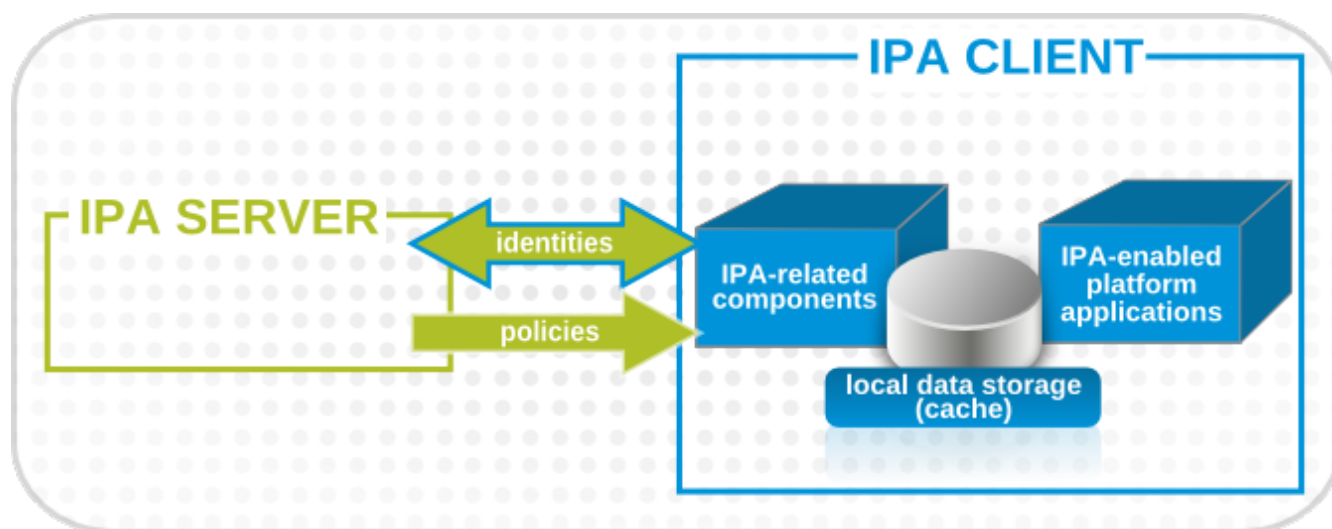 IPA CLIENT
IPA SERVER
identities
policies
IPA-related
components
IPA-enabled
platform
applications
local data storage
(cache)